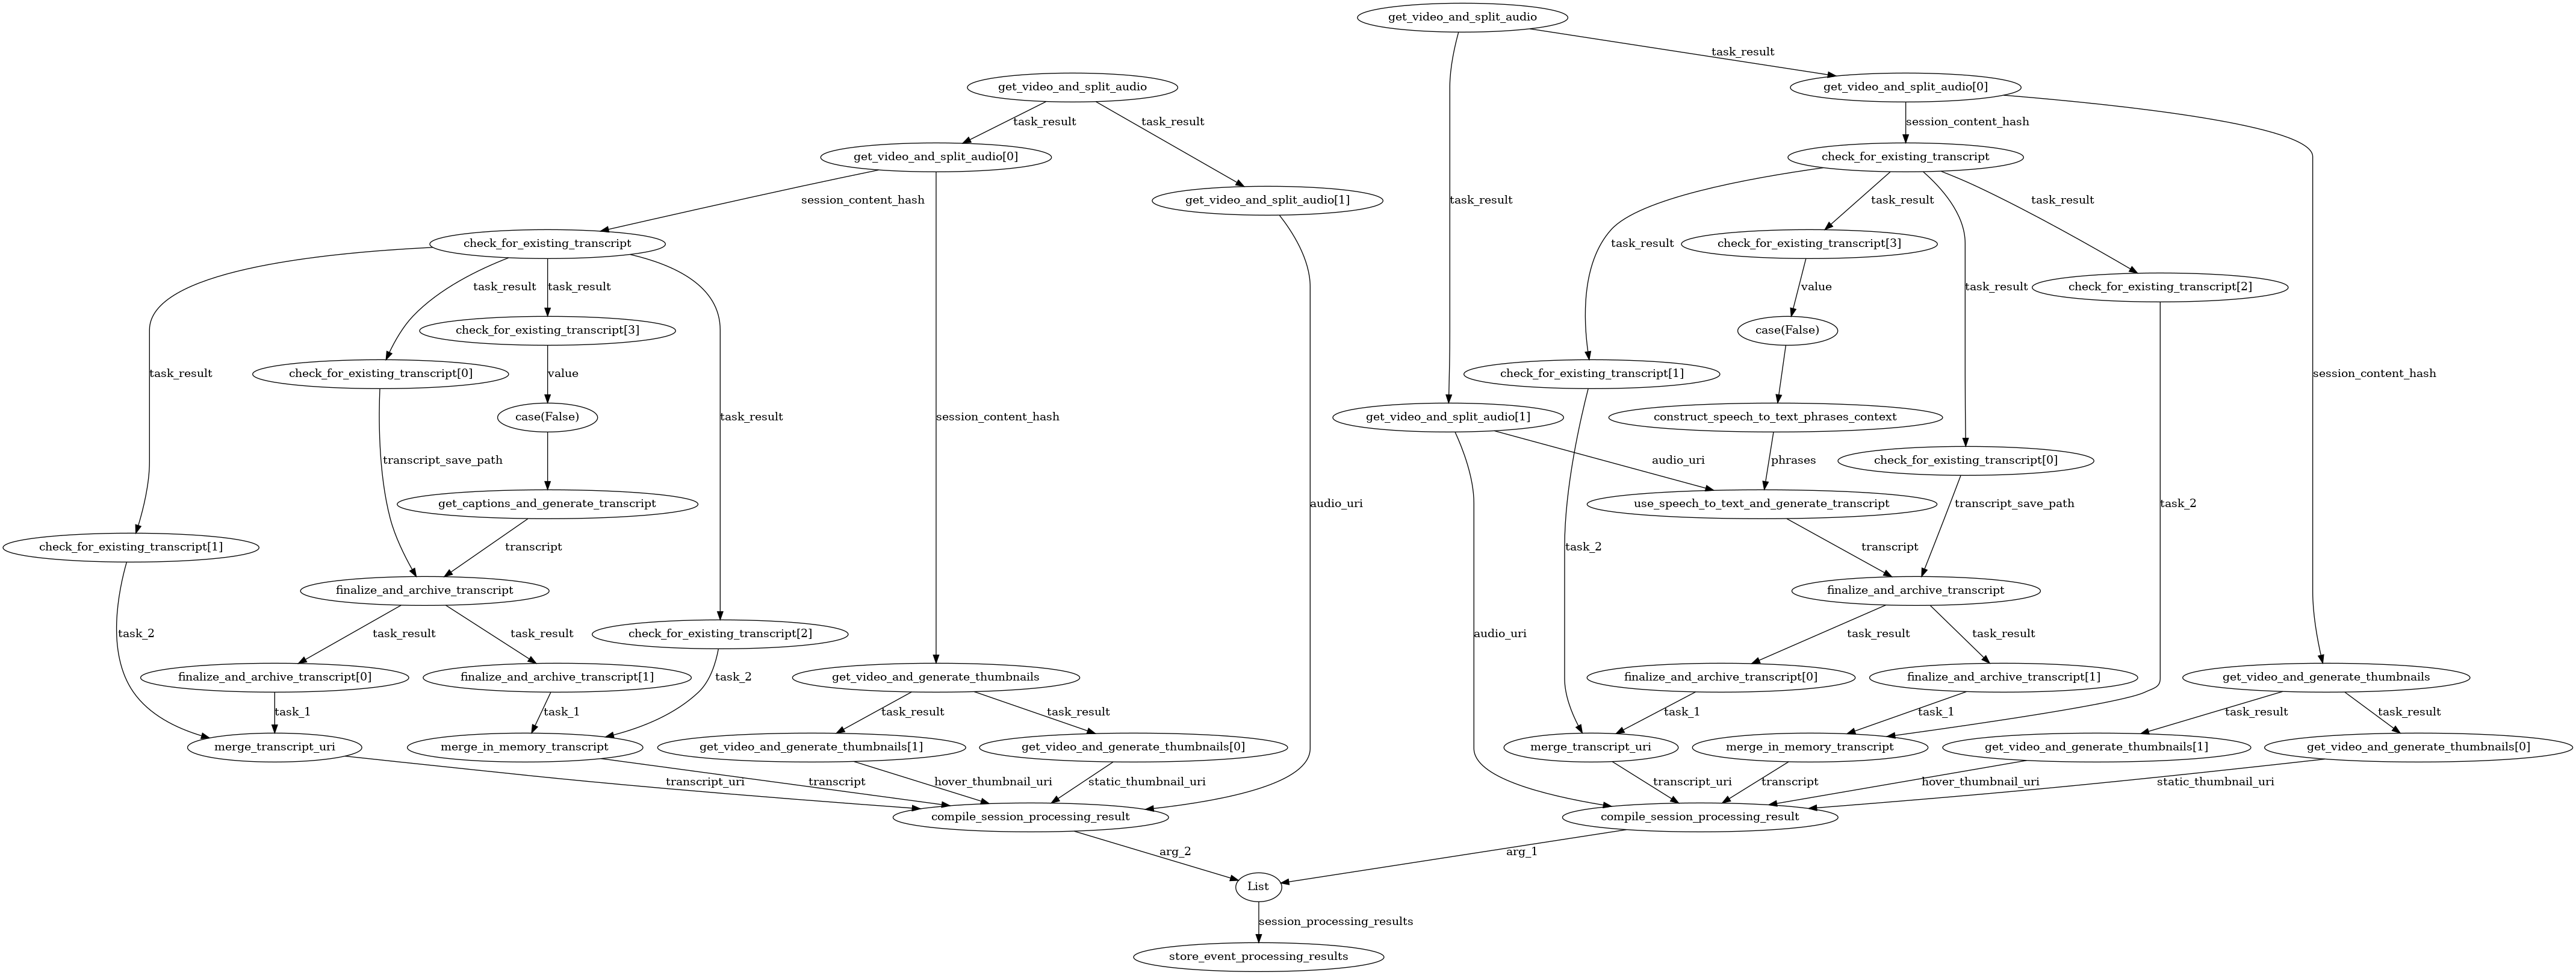 get_video_and_split_audio
task_result
get_video_and_split_audio
get_video_and_split_audio[0]
task_result
task_result
session_content_hash
get_video_and_split_audio[0]
check_for_existing_transcript
session_content_hash
get_video_and_split_audio[1]
task_result
task_result
task_result
check_for_existing_transcript
task_result
check_for_existing_transcript[3]
task_result
task_result
value
task_result
check_for_existing_transcript[2]
check_for_existing_transcript[3]
case(False)
task_result
check_for_existing_transcript[0]
value
check_for_existing_transcript[1]
session_content_hash
case(False)
task_result
session_content_hash
get_video_and_split_audio[1]
construct_speech_to_text_phrases_context
transcript_save_path
audio_uri
phrases
check_for_existing_transcript[0]
get_captions_and_generate_transcript
audio_uri
use_speech_to_text_and_generate_transcript
transcript_save_path
task_2
check_for_existing_transcript[1]
transcript
task_2
transcript
finalize_and_archive_transcript
finalize_and_archive_transcript
task_2
task_result
task_result
check_for_existing_transcript[2]
audio_uri
task_result
task_result
finalize_and_archive_transcript[0]
finalize_and_archive_transcript[1]
task_2
get_video_and_generate_thumbnails
finalize_and_archive_transcript[0]
finalize_and_archive_transcript[1]
get_video_and_generate_thumbnails
task_1
task_1
task_result
task_result
task_1
task_1
task_result
task_result
merge_transcript_uri
merge_in_memory_transcript
get_video_and_generate_thumbnails[1]
get_video_and_generate_thumbnails[0]
merge_transcript_uri
merge_in_memory_transcript
get_video_and_generate_thumbnails[1]
get_video_and_generate_thumbnails[0]
transcript_uri
transcript
hover_thumbnail_uri
static_thumbnail_uri
transcript_uri
transcript
hover_thumbnail_uri
static_thumbnail_uri
compile_session_processing_result
compile_session_processing_result
arg_2
arg_1
List
session_processing_results
store_event_processing_results